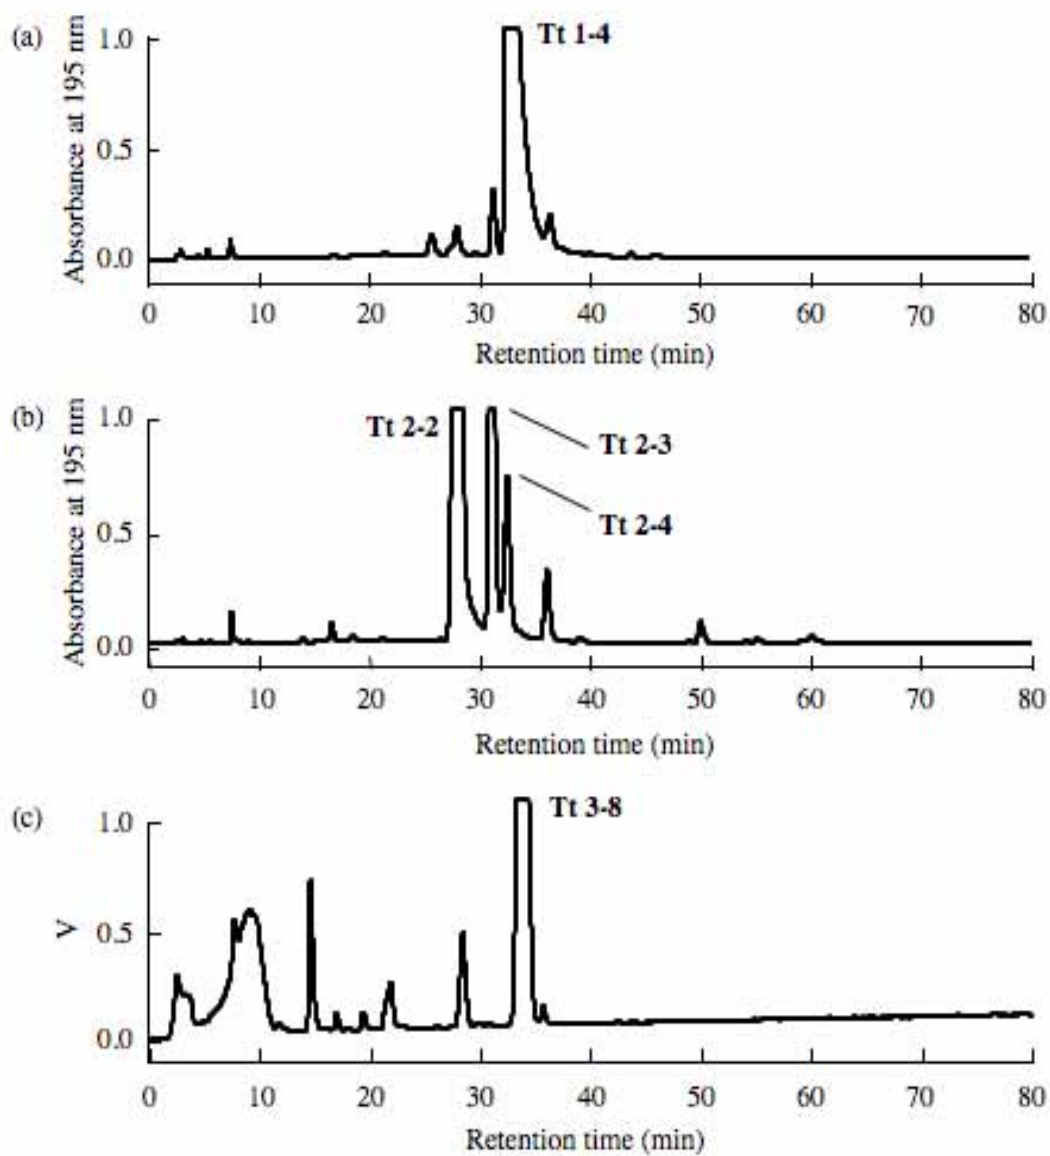 (a)
Absorbance at 195 nm
1.0
0.5
0.0
Tt 1-4
0 10 20 30 40 50 60 70 80
Retention time (min)
(b)
Absorbance at 195 nm
1.0
0.5
0.0
Tt 2-2
Tt 2-3
Tt 2-4
0 10 20 30 40 50 60 70 80
Retention time (min)
(c)
V
1.0
0.5
0.0
Tt 3-8
0 10 20 30 40 50 60 70 80
Retention time (min)